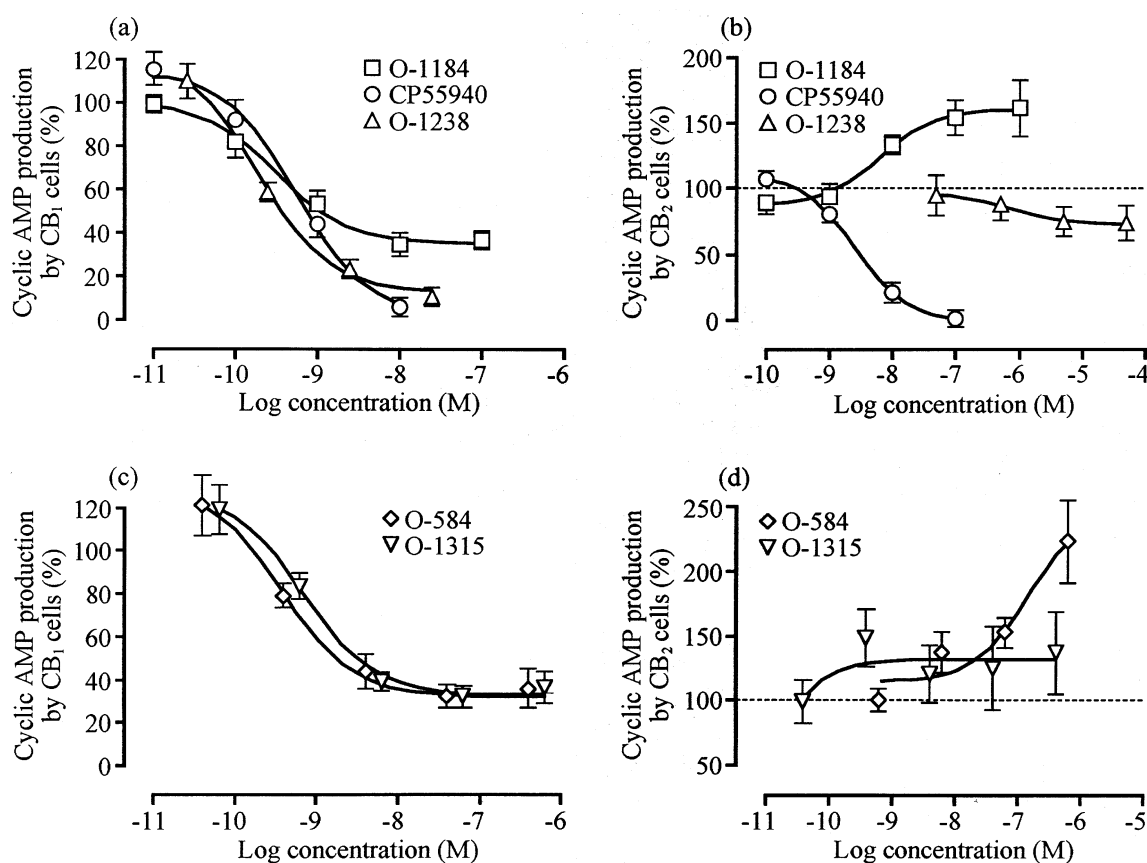 (a)
Cyclic AMP production
by CB₁ cells (%)
120
100
80
60
40
20
0
O-1184
CP55940
O-1238
-11
-10
-9
-8
-7
-6
Log concentration (M)
(b)
Cyclic AMP production
by CB₂ cells (%)
200
150
100
50
0
O-1184
CP55940
O-1238
-10
-9
-8
-7
-6
-5
-4
Log concentration (M)
(c)
Cyclic AMP production
by CB₁ cells (%)
120
100
80
60
40
20
0
O-584
O-1315
-11
-10
-9
-8
-7
-6
Log concentration (M)
(d)
Cyclic AMP production
by CB₂ cells (%)
250
200
150
100
50
O-584
O-1315
-11
-10
-9
-8
-7
-6
-5
Log concentration (M)